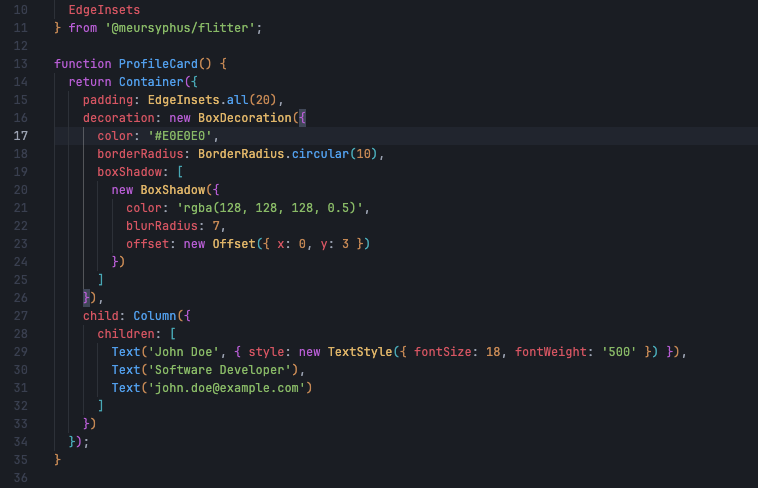 10 EdgeInsets
11 } from '@meursyphus/flitter';
12
13 function ProfileCard() {
14 return Container({
15 padding: EdgeInsets.all(20),
16 decoration: new BoxDecoration({
17 color: '#E0E0E0',
18 borderRadius: BorderRadius.circular(10),
19 boxShadow: [
20 new BoxShadow({
21 color: 'rgba(128, 128, 128, 0.5)',
22 blurRadius: 7,
23 offset: new Offset({ x: 0, y: 3 })
24 })
25 ]
26 }),
27 child: Column({
28 children: [
29 Text('John Doe', { style: new TextStyle({ fontSize: 18, fontWeight: '500' }) }),
30 Text('Software Developer'),
31 Text('john.doe@example.com')
32 ]
33 })
34 });
35 }
36